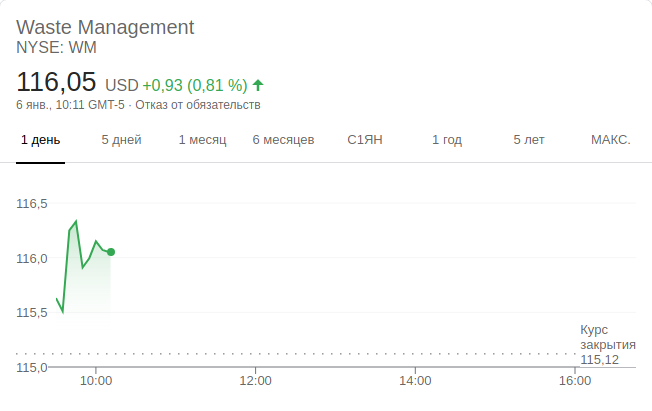 Waste Management
NYSE: WM
116,05 USD +0,93 (0,81 %)
6 янв., 10:11 GMT-5 · Отказ от обязательств
1 день 5 дней 1 месяц 6 месяцев С1ЯН 1 год 5 лет МАКС.
116,5
116,0
115,5
Курс
закрытия
115,12
115,0
10:00 12:00 14:00 16:00